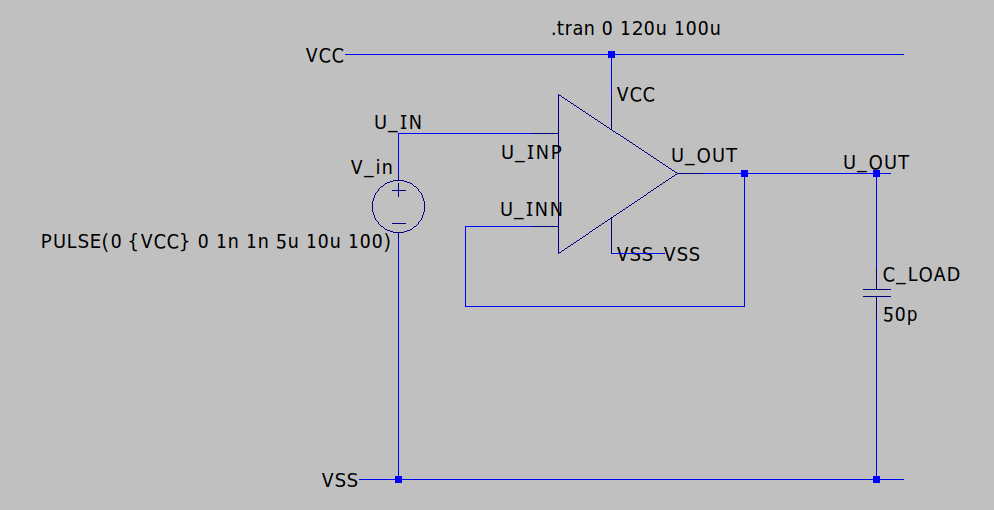 .tran 0 120u 100u
VCC
VCC
U_IN
U_INP
U_OUT
U_OUT
V_in
U_INN
PULSE(0 {VCC} 0 1n 1n 5u 10u 100)
VSS VSS
C_LOAD
50p
VSS